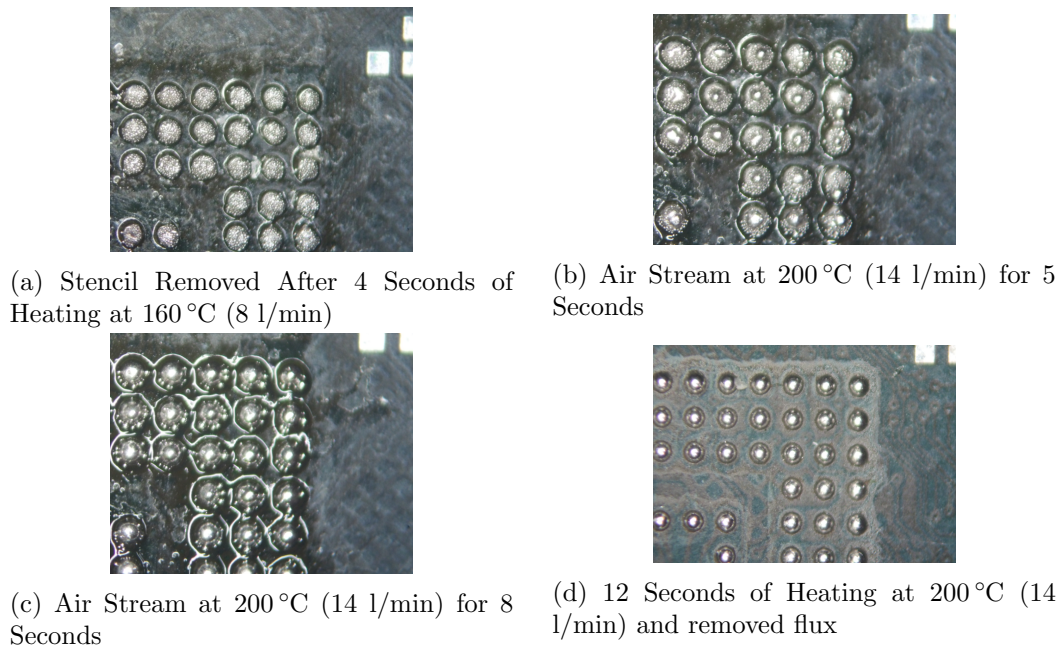 (a) Stencil Removed After 4 Seconds of
Heating at 160 °C (8 l/min)
(b) Air Stream at 200 °C (14 l/min) for 5
Seconds
(c) Air Stream at 200 °C (14 l/min) for 8
Seconds
(d) 12 Seconds of Heating at 200 °C (14
l/min) and removed flux